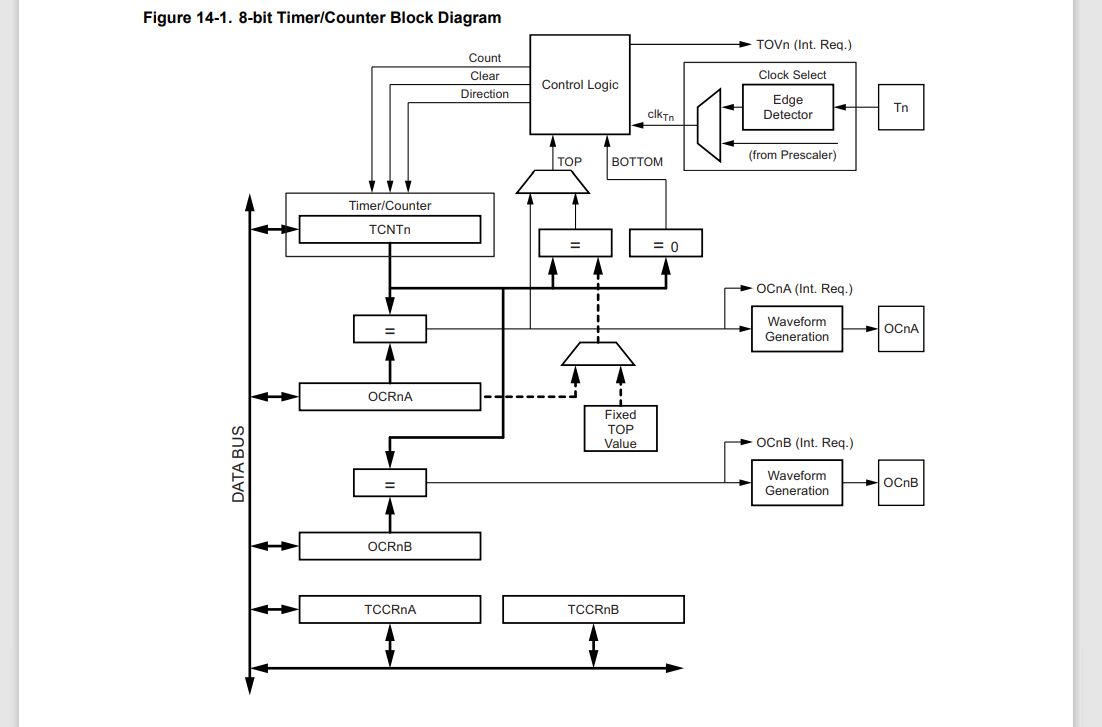 Figure 14-1. 8-bit Timer/Counter Block Diagram
TOVn (Int. Req.)
Count
Clear
Direction
Control Logic
Clock Select
Edge
Detector
Tn
clkTn
(from Prescaler)
TOP
BOTTOM
Timer/Counter
TCNTn
=
= 0
OCnA (Int. Req.)
=
Waveform
Generation
OCnA
OCRnA
Fixed
TOP
Value
OCnB (Int. Req.)
=
Waveform
Generation
OCnB
DATA BUS
OCRnB
TCCRnA
TCCRnB